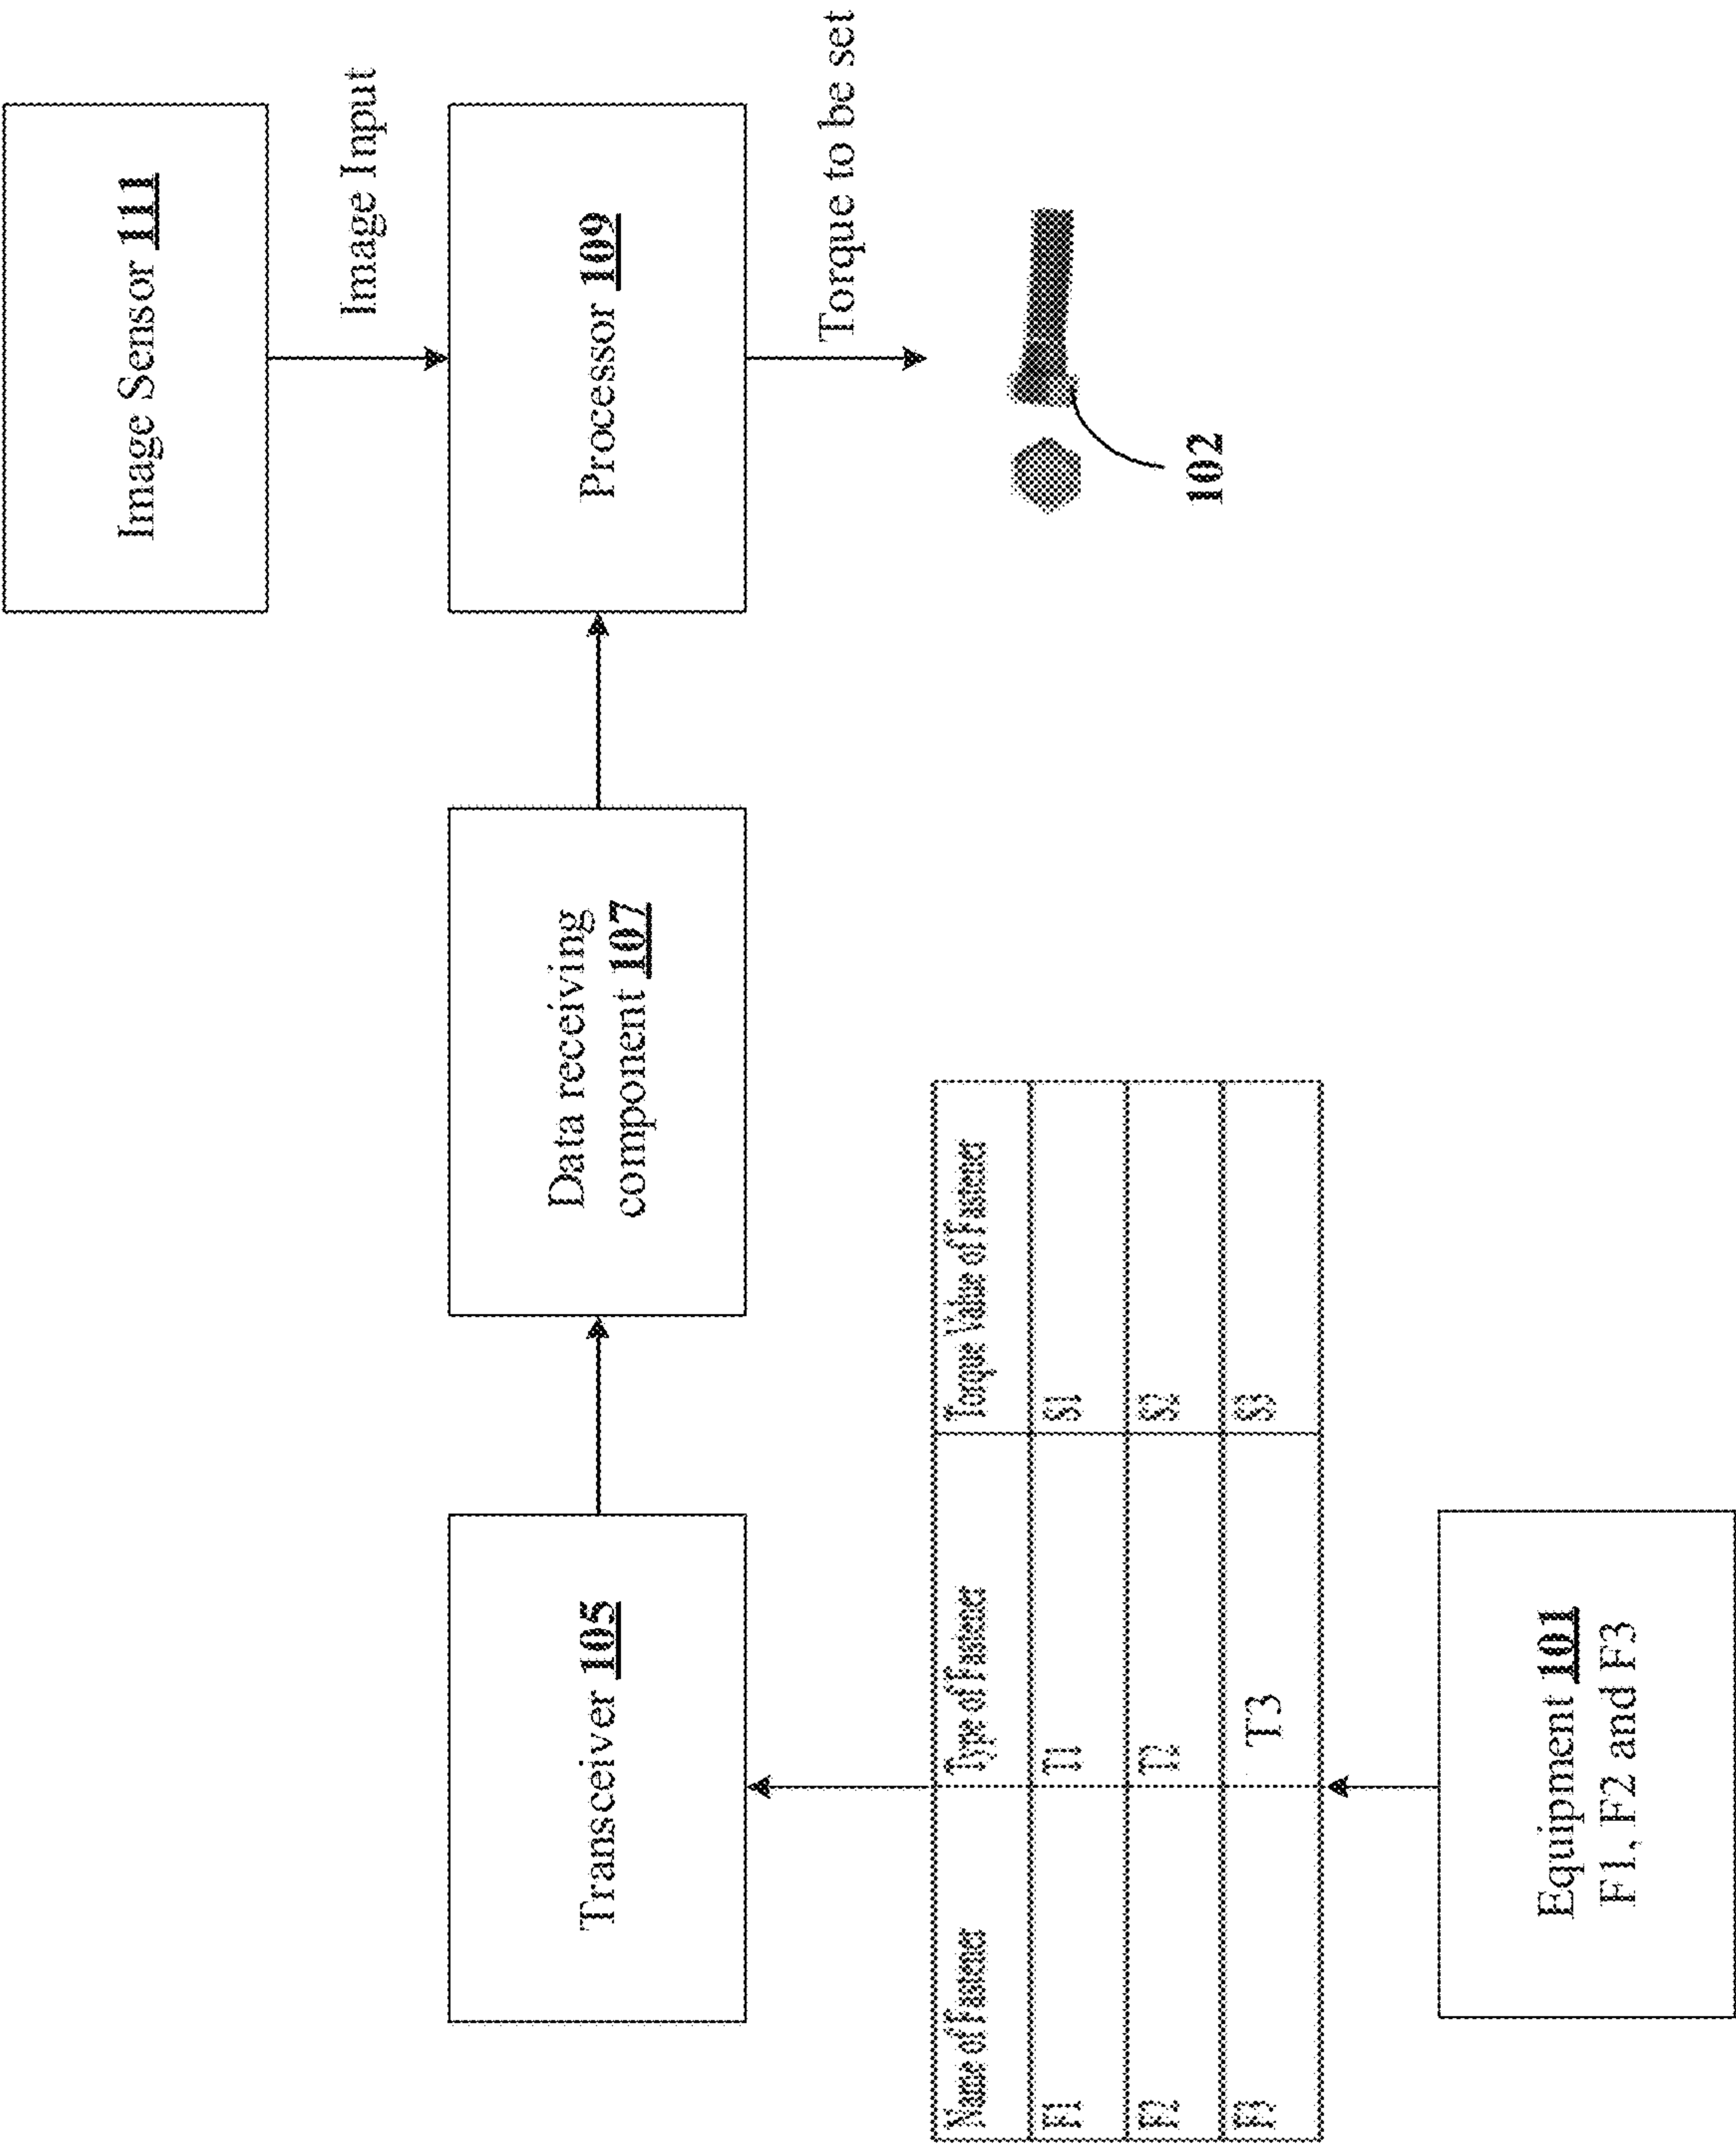 Image Sensor 111
Image Input
Transceiver 105
Data receiving
component 107
Processor 109
Torque to be set
Name of Fastener
Type of Fastener
Torque Value of Fastener
F1
T1
S1
F2
T2
S2
F3
T3
S3
102
Equipment 101
F1, F2 and F3